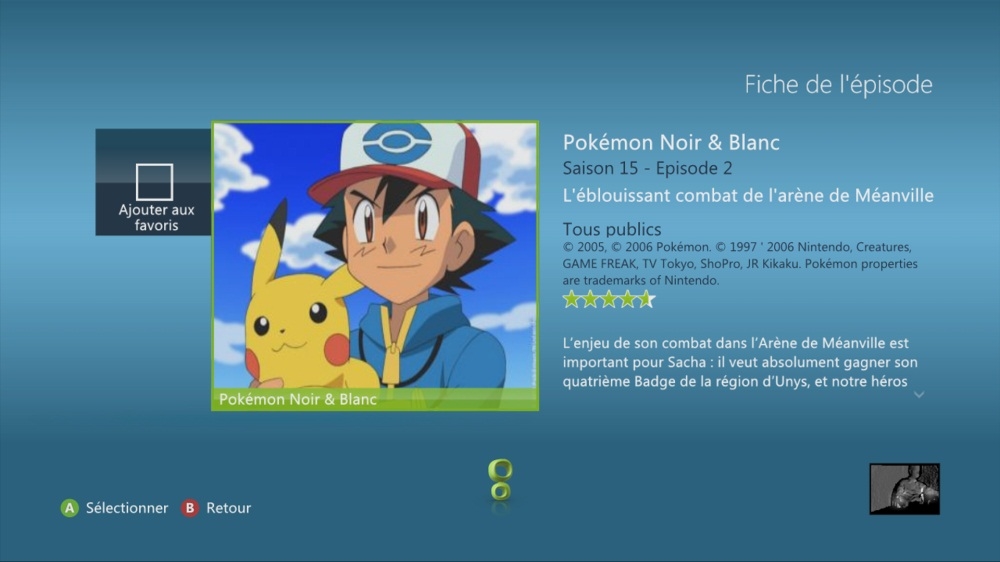 Fiche de l'épisode
Ajouter aux
favoris
Pokémon Noir & Blanc
Pokémon Noir & Blanc
Saison 15 - Episode 2
L'éblouissant combat de l'arène de Méanville
Tous publics
© 2005, © 2006 Pokémon. © 1997 ' 2006 Nintendo, Creatures,
GAME FREAK, TV Tokyo, ShoPro, JR Kikaku. Pokémon properties
are trademarks of Nintendo.
L'enjeu de son combat dans l'Arène de Méanville est
important pour Sacha : il veut absolument gagner son
quatrième Badge de la région d'Unys, et notre héros
A Sélectionner B Retour